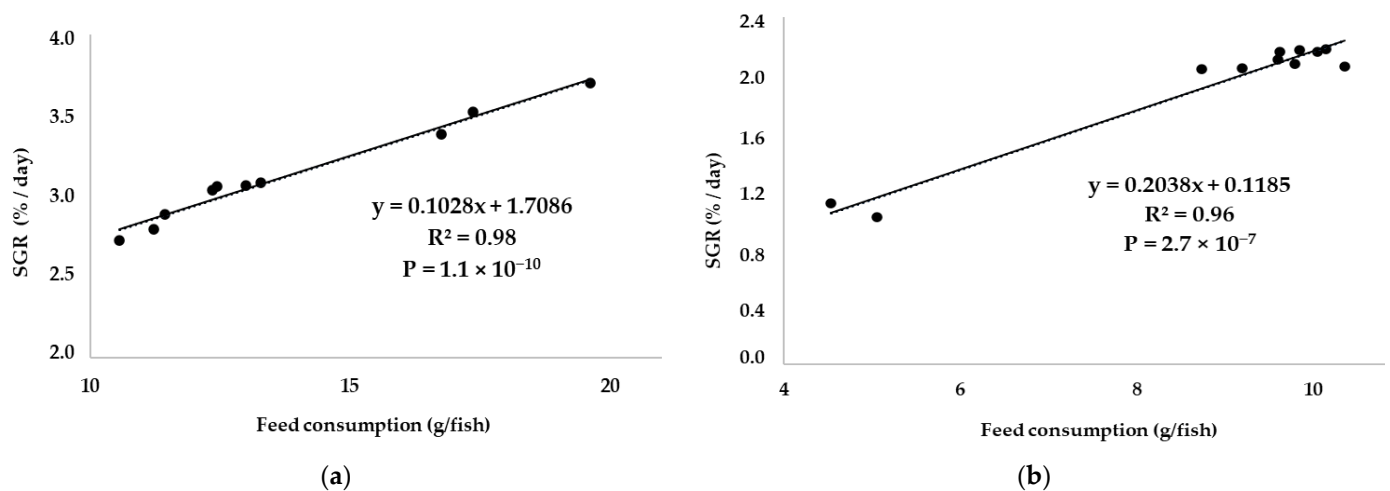 4.0
3.5
3.0
2.5
2.0
SGR (% / day)
y = 0.1028x + 1.7086
R² = 0.98
P = 1.1 × 10⁻¹⁰
10
15
20
Feed consumption (g/fish)
(a)
2.4
2.0
1.6
1.2
0.8
0.4
0.0
SGR (% / day)
y = 0.2038x + 0.1185
R² = 0.96
P = 2.7 × 10⁻⁷
4
6
8
10
Feed consumption (g/fish)
(b)